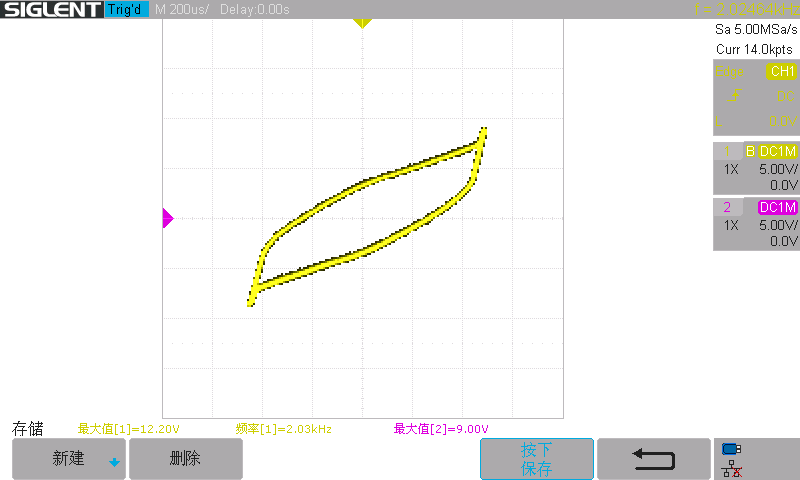 SIGLENT Trig'd M 200us/ Delay:0.00s f = 2.02464kHz
Sa 5.00MSa/s
Curr 14.0kpts
Edge CH1
DC
L 0.0V
B DC1M
1X 5.00V/
0.0V
2 DC1M
1X 5.00V/
0.0V
存储 最大值[1]=12.20V 频率[1]=2.03kHz 最大值[2]=9.00V
新建 删除 按下
保存